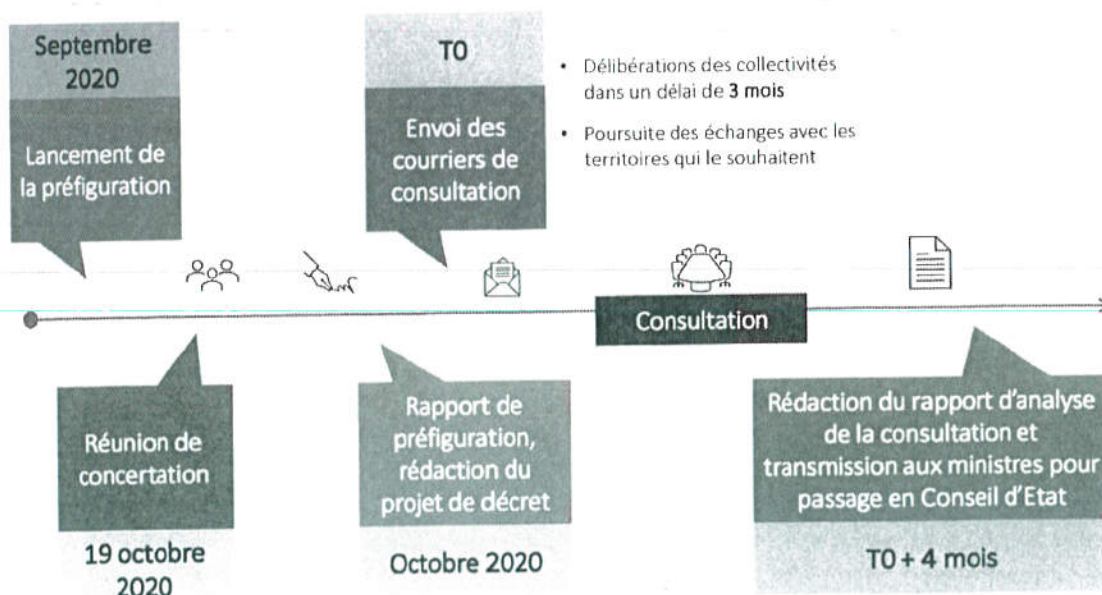 Septembre
2020
Lancement de
la préfiguration
T0
Envoi des
courriers de
consultation
• Délibérations des collectivités
dans un délai de 3 mois
• Poursuite des échanges avec les
territoires qui le souhaitent
Consultation
Réunion de
concertation
19 octobre
2020
Rapport de
préfiguration,
rédaction du
projet de décret
Octobre 2020
Rédaction du rapport d'analyse
de la consultation et
transmission aux ministres pour
passage en Conseil d'Etat
T0 + 4 mois